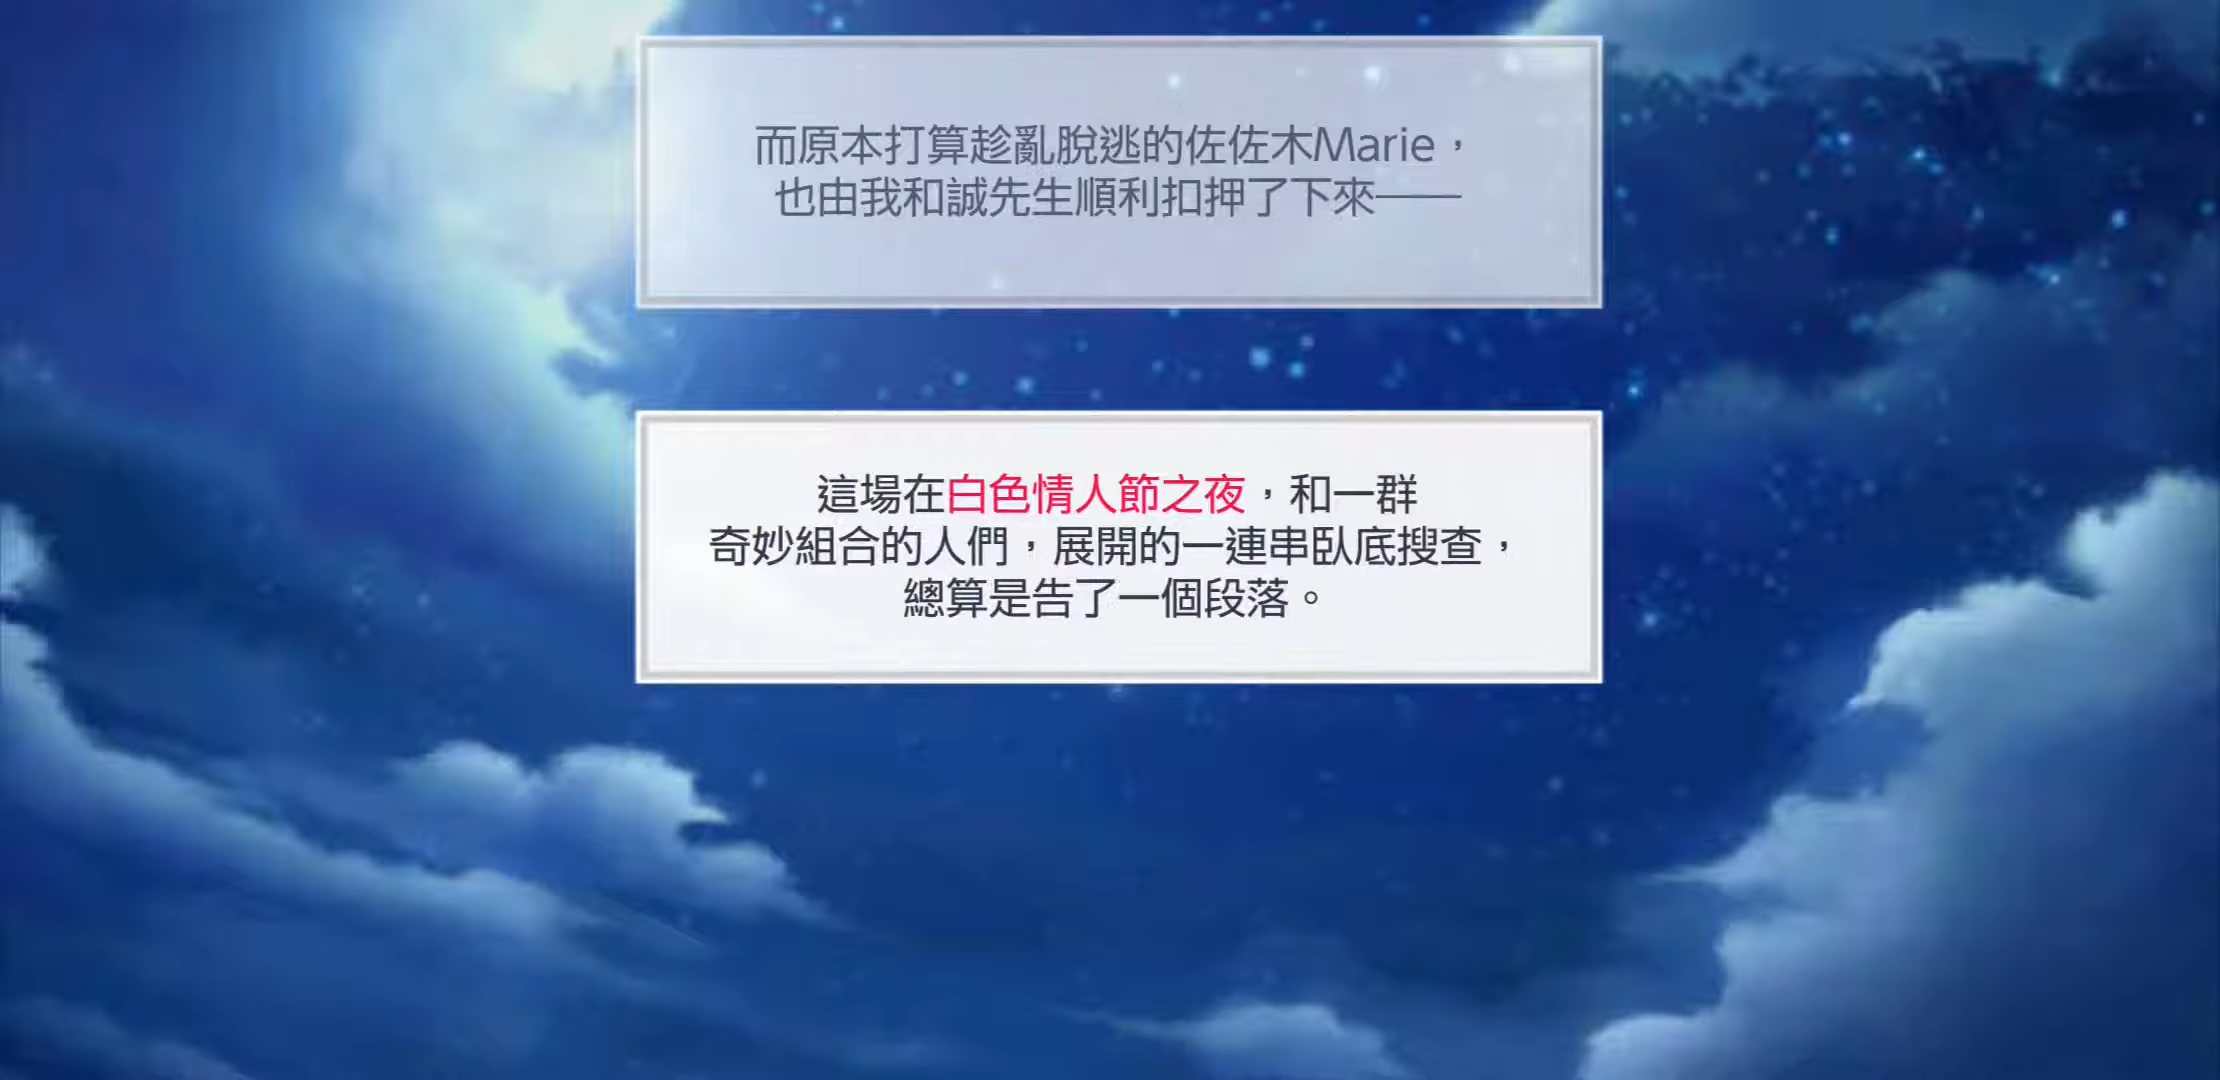 而原本打算趁亂脫逃的佐佐木Marie，
也由我和誠先生順利扣押了下來──
這場在白色情人節之夜，和一群
奇妙組合的人們，展開的一連串臥底搜查，
總算是告了一個段落。